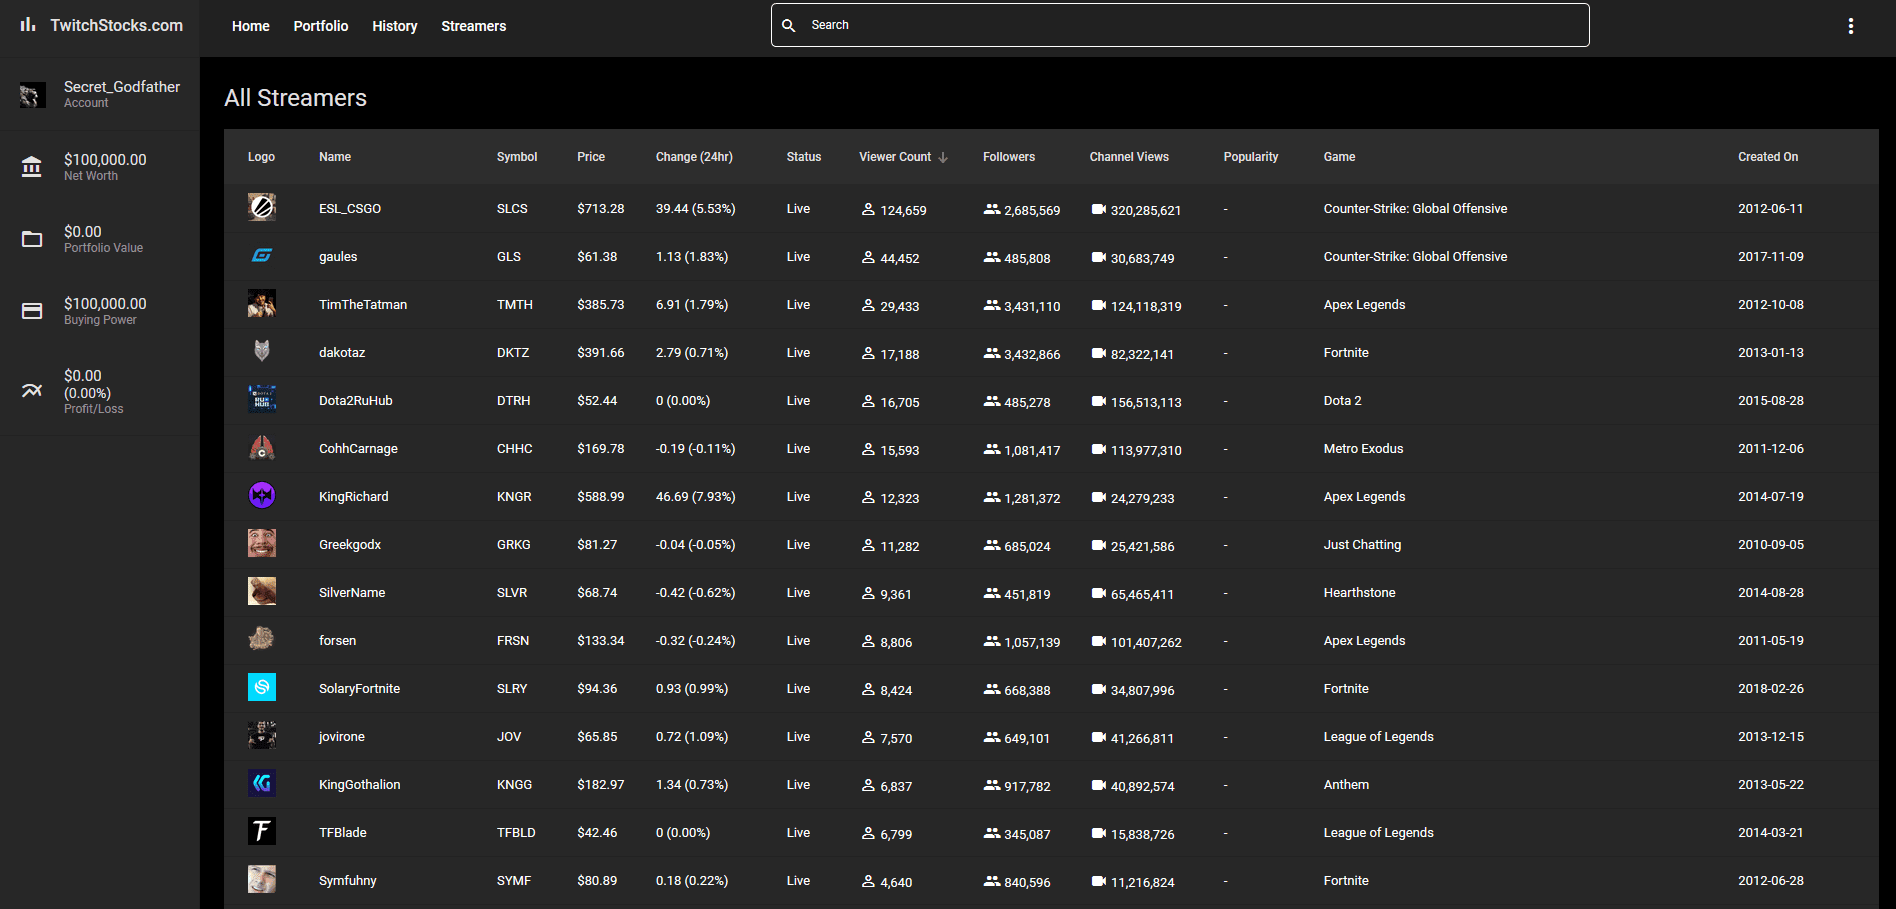 TwitchStocks.com
Home Portfolio History Streamers
Search
Secret_Godfather
Account
$100,000.00
Net Worth
$0.00
Portfolio Value
$100,000.00
Buying Power
$0.00
(0.00%)
Profit/Loss
All Streamers
Logo Name Symbol Price Change (24hr) Status Viewer Count Followers Channel Views Popularity Game Created On
ESL_CSGO SLCS $713.28 39.44 (5.53%) Live 124,659 2,685,569 320,285,621 - Counter-Strike: Global Offensive 2012-06-11
gaules GLS $61.38 1.13 (1.83%) Live 44,452 485,808 30,683,749 - Counter-Strike: Global Offensive 2017-11-09
TimTheTatman TMTH $385.73 6.91 (1.79%) Live 29,433 3,431,110 124,118,319 - Apex Legends 2012-10-08
dakotaz DKTZ $391.66 2.79 (0.71%) Live 17,188 3,432,866 82,322,141 - Fortnite 2013-01-13
RU HUB Dota2RuHub DTRH $52.44 0 (0.00%) Live 16,705 485,278 156,513,113 - Dota 2 2015-08-28
C CohhCarnage CHHC $169.78 -0.19 (-0.11%) Live 15,593 1,081,417 113,977,310 - Metro Exodus 2011-12-06
KingRichard KNGR $588.99 46.69 (7.93%) Live 12,323 1,281,372 24,279,233 - Apex Legends 2014-07-19
Greekgodx GRKG $81.27 -0.04 (-0.05%) Live 11,282 685,024 25,421,586 - Just Chatting 2010-09-05
SilverName SLVR $68.74 -0.42 (-0.62%) Live 9,361 451,819 65,465,411 - Hearthstone 2014-08-28
forsen FRSN $133.34 -0.32 (-0.24%) Live 8,806 1,057,139 101,407,262 - Apex Legends 2011-05-19
SolaryFortnite SLRY $94.36 0.93 (0.99%) Live 8,424 668,388 34,807,996 - Fortnite 2018-02-26
jovirone JOV $65.85 0.72 (1.09%) Live 7,570 649,101 41,266,811 - League of Legends 2013-12-15
KingGothalion KNGG $182.97 1.34 (0.73%) Live 6,837 917,782 40,892,574 - Anthem 2013-05-22
TFBlade TFBLD $42.46 0 (0.00%) Live 6,799 345,087 15,838,726 - League of Legends 2014-03-21
Symfuhny SYMF $80.89 0.18 (0.22%) Live 4,640 840,596 11,216,824 - Fortnite 2012-06-28